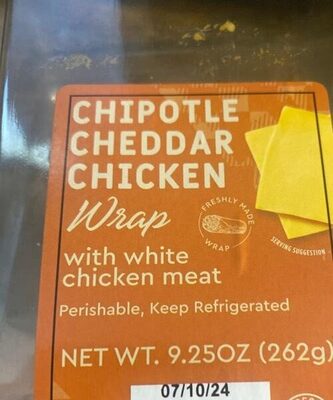 CHIPOTLE
CHEDDAR
CHICKEN
Wrap
FRESHLY MADE
WRAP
SERVING SUGGESTION
with white
chicken meat
Perishable, Keep Refrigerated
NET WT. 9.25OZ (262g)
07/10/24